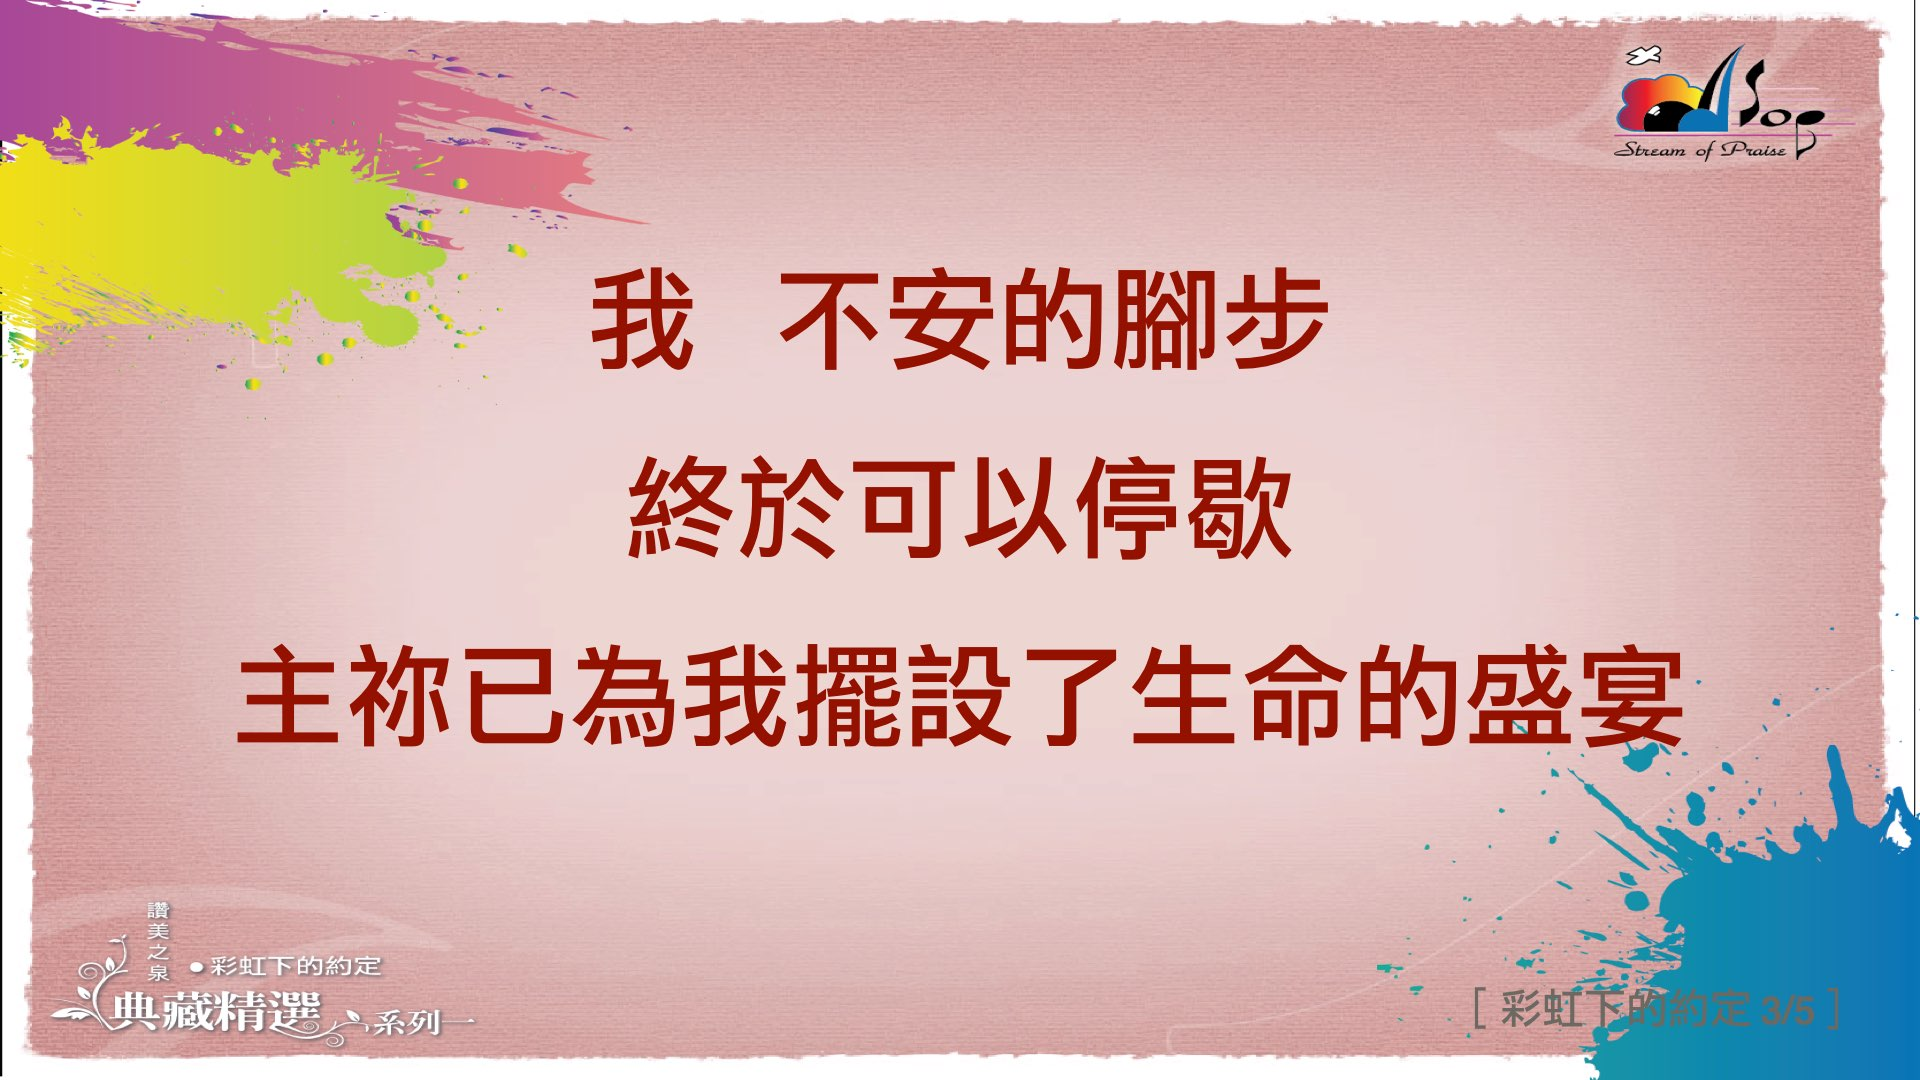 Sop
Stream of Praise
我 不安的腳步
終於可以停歇
主祢已為我擺設了生命的盛宴
讚美之泉
•彩虹下的約定
典藏精選
系列一
[ 彩虹下的約定 3/5 ]